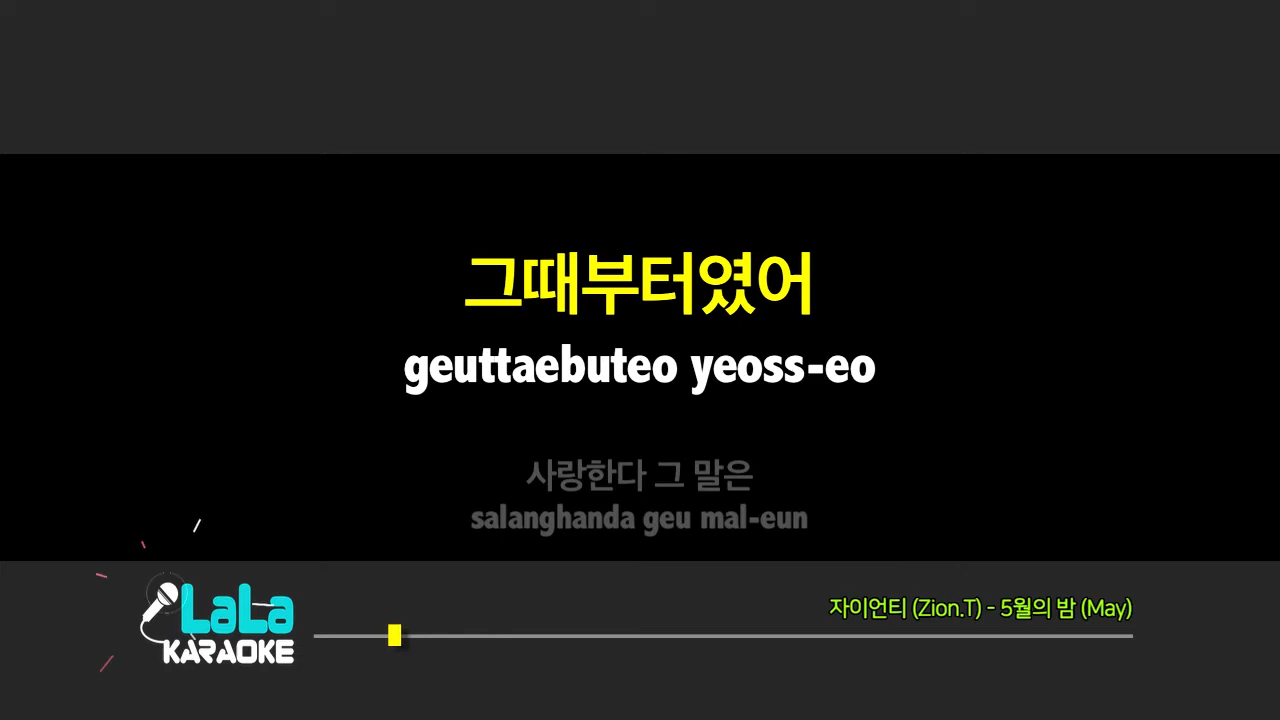 그때부터였어
geuttaebuteo yeoss-eo
사랑한다 그 말은
salanghanda geu mal-eun
자이언티 (Zion.T) - 5월의 밤 (May)
LaLa
KARAOKE